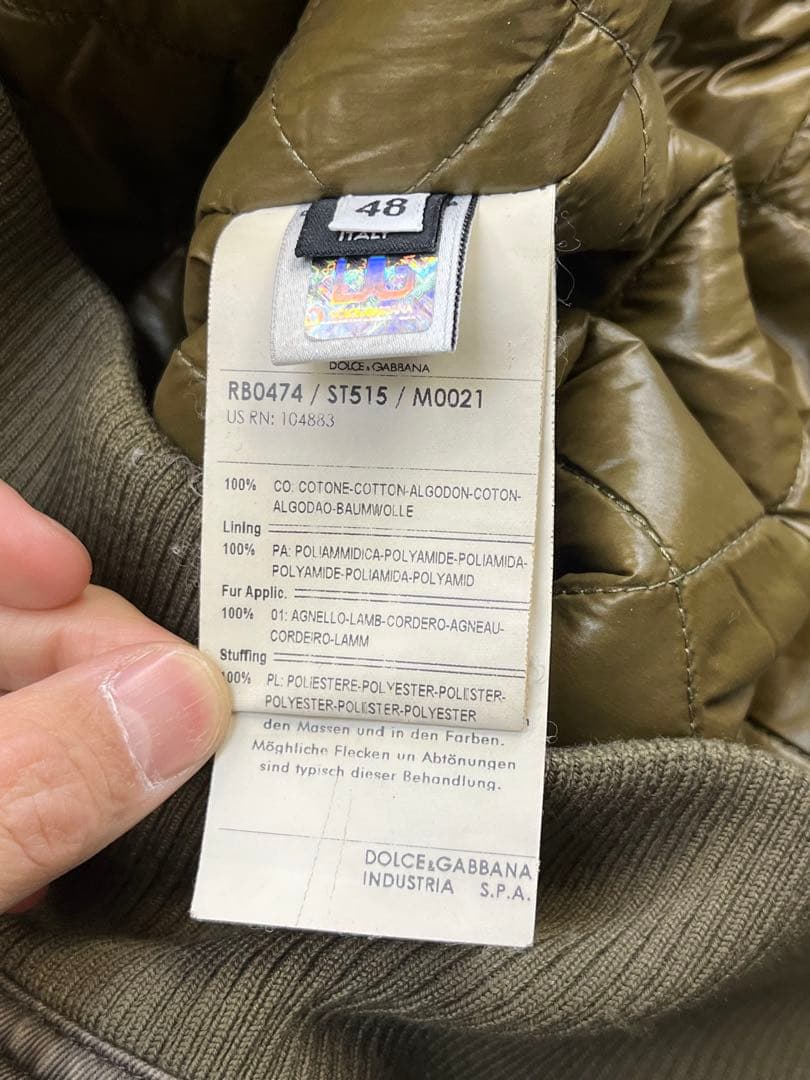 48
ITALY
DG
DOLCE & GABBANA
RB0474 / ST515 / M0021
US RN: 104883
100% CO: COTONE-COTTON-ALGODON-COTON-
ALGODAO-BAUMWOLLE
Lining
100% PA: POLIAMMIDICA-POLYAMIDE-POLIAMIDA-
POLYAMIDE-POLIAMIDA-POLYAMID
Fur Applic.
100% 01: AGNELLO-LAMB-CORDERO-AGNEAU-
CORDEIRO-LAMM
Stuffing
100% PL: POLIESTERE-POLYESTER-POLIESTER-
POLYESTER-POLIESTER-POLYESTER
den Massen und in den Farben.
Möghliche Flecken un Abtönungen
sind typisch dieser Behandlung.
DOLCE&GABBANA
INDUSTRIA S.P.A.